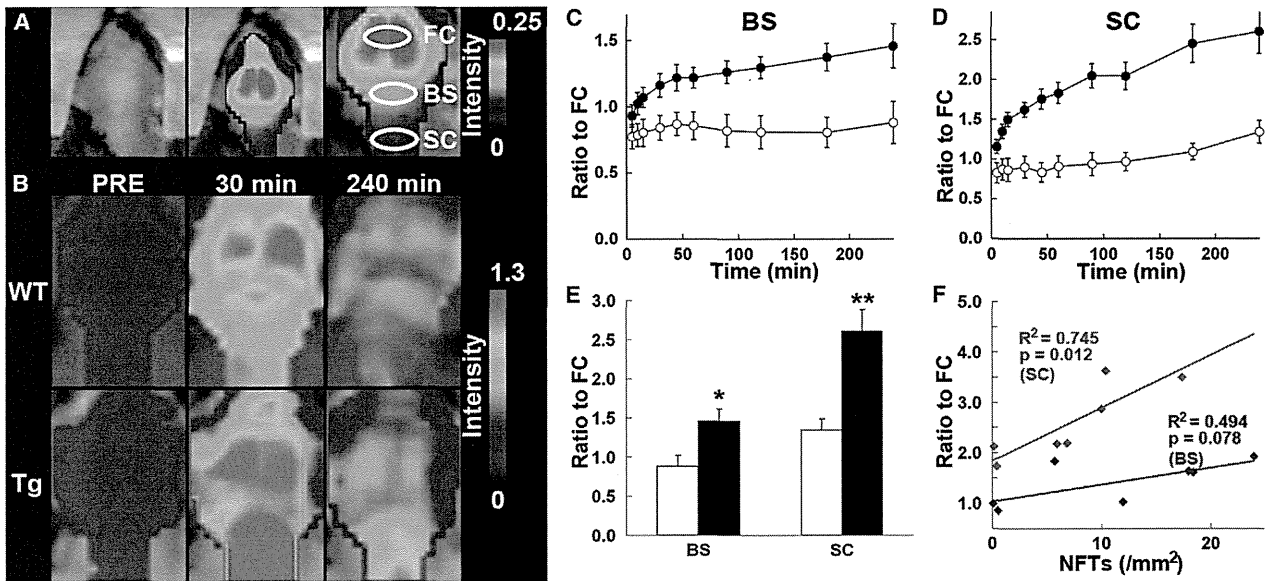 A
FC
BS
SC
0.25
Intensity
0
B
PRE
30 min
240 min
WT
Tg
1.3
Intensity
0
C
BS
Ratio to FC
1.5
1.0
0.5
0.0
0
50
100
150
200
Time (min)
D
SC
Ratio to FC
2.5
2.0
1.5
1.0
0.5
0.0
0
50
100
150
200
Time (min)
E
Ratio to FC
3.0
2.5
2.0
1.5
1.0
0.5
0.0
*
**
BS
SC
F
Ratio to FC
5.0
4.0
3.0
2.0
1.0
R² = 0.745
p = 0.012
(SC)
R² = 0.494
p = 0.078
(BS)
0
10
20
NFTs (/mm²)